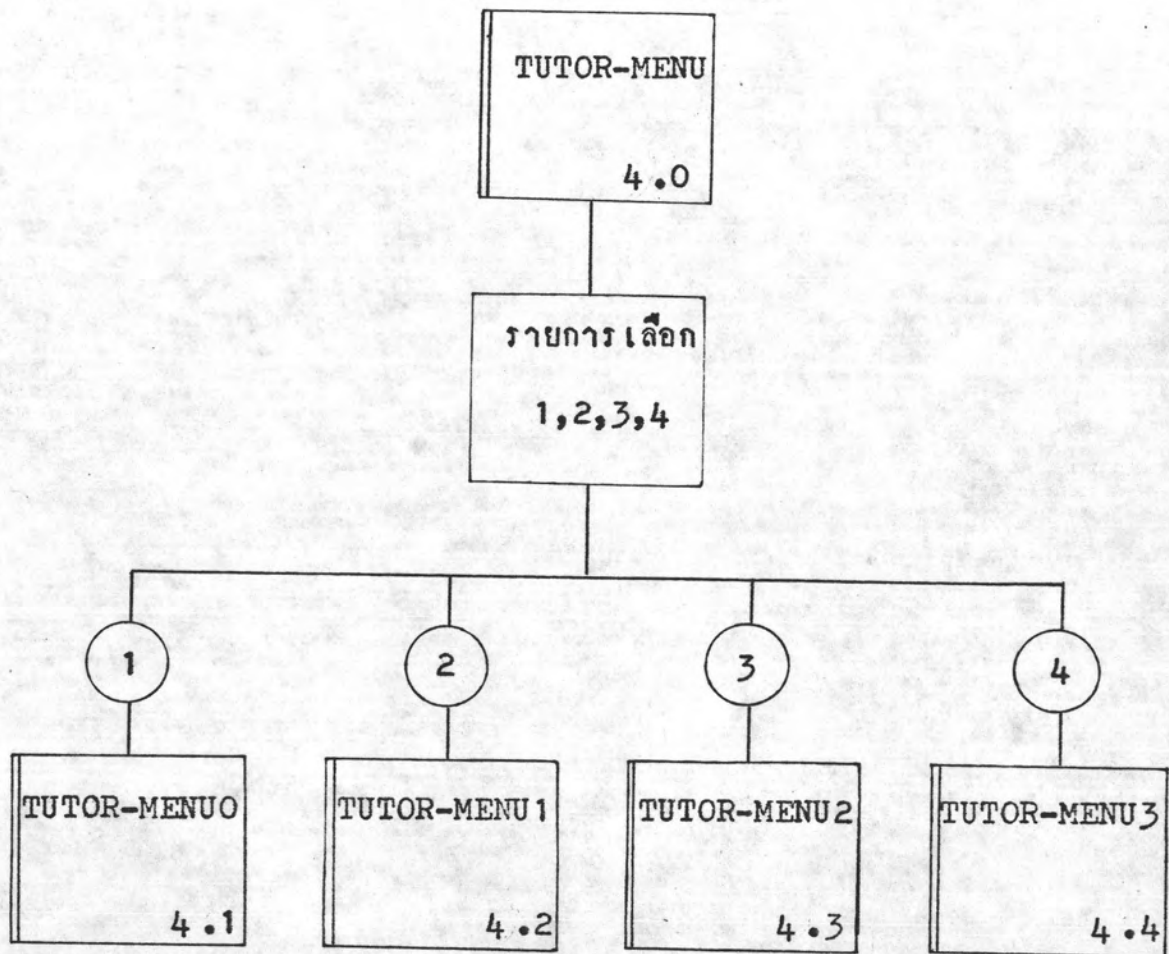 TUTOR-MENU
4.0
รายการเลือก
1,2,3,4
1
2
3
4
TUTOR-MENU0
TUTOR-MENU1
TUTOR-MENU2
TUTOR-MENU3
4.1
4.2
4.3
4.4